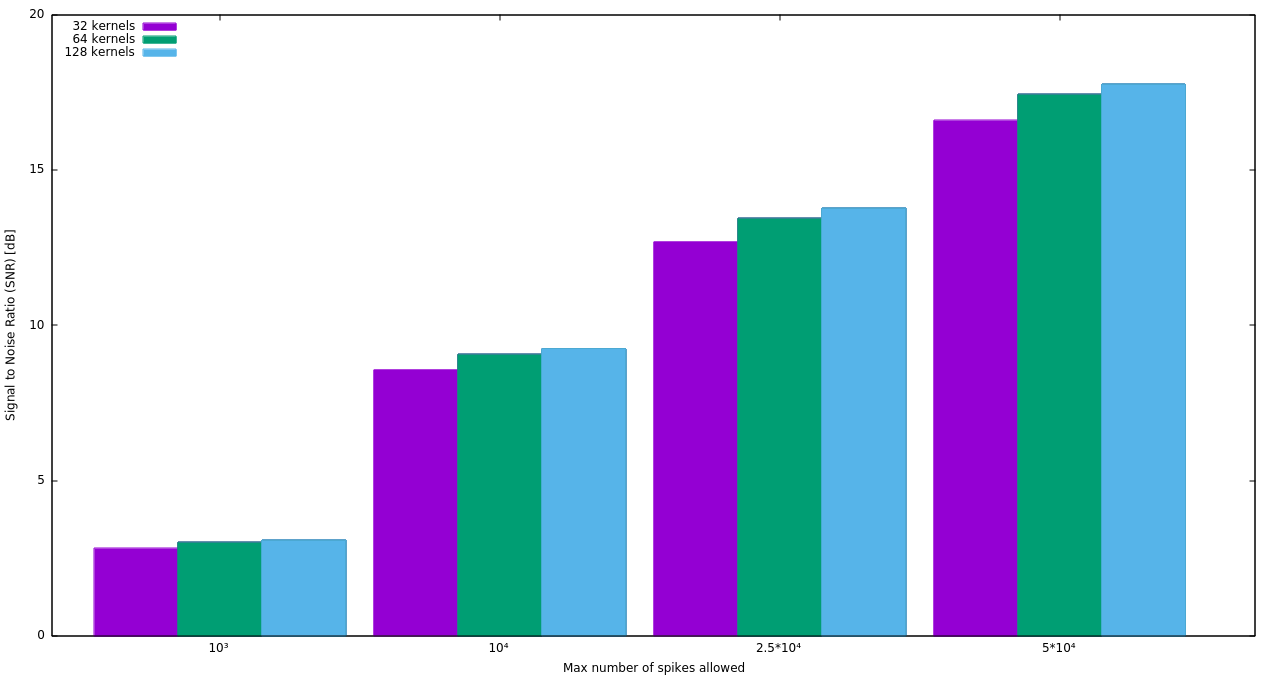 32 kernels
64 kernels
128 kernels
20
15
10
5
0
Signal to Noise Ratio (SNR) [dB]
10³
10⁴
2.5*10⁴
5*10⁴
Max number of spikes allowed